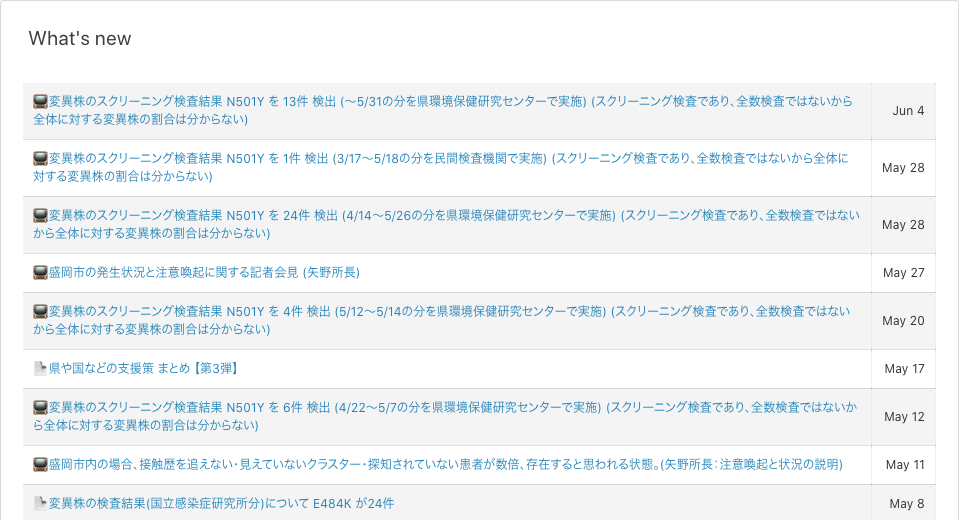 What's new
変異株のスクリーニング検査結果 N501Y を 13件 検出 (〜5/31の分を県環境保健研究センターで実施) (スクリーニング検査であり、全数検査ではないから
全体に対する変異株の割合は分からない)
Jun 4
変異株のスクリーニング検査結果 N501Y を 1件 検出 (3/17〜5/18の分を民間検査機関で実施) (スクリーニング検査であり、全数検査ではないから全体に
対する変異株の割合は分からない)
May 28
変異株のスクリーニング検査結果 N501Y を 24件 検出 (4/14〜5/26の分を県環境保健研究センターで実施) (スクリーニング検査であり、全数検査ではない
から全体に対する変異株の割合は分からない)
May 28
盛岡市の発生状況と注意喚起に関する記者会見 (矢野所長)
May 27
変異株のスクリーニング検査結果 N501Y を 4件 検出 (5/12〜5/14の分を県環境保健研究センターで実施) (スクリーニング検査であり、全数検査ではない
から全体に対する変異株の割合は分からない)
May 20
県や国などの支援策 まとめ【第3弾】
May 17
変異株のスクリーニング検査結果 N501Y を 6件 検出 (4/22〜5/7の分を県環境保健研究センターで実施) (スクリーニング検査であり、全数検査ではないか
ら全体に対する変異株の割合は分からない)
May 12
盛岡市内の場合、接触歴を追えない・見えていないクラスター・探知されていない患者が数倍、存在すると思われる状態。(矢野所長：注意喚起と状況の説明)
May 11
変異株の検査結果(国立感染症研究所分)について E484K が24件
May 8